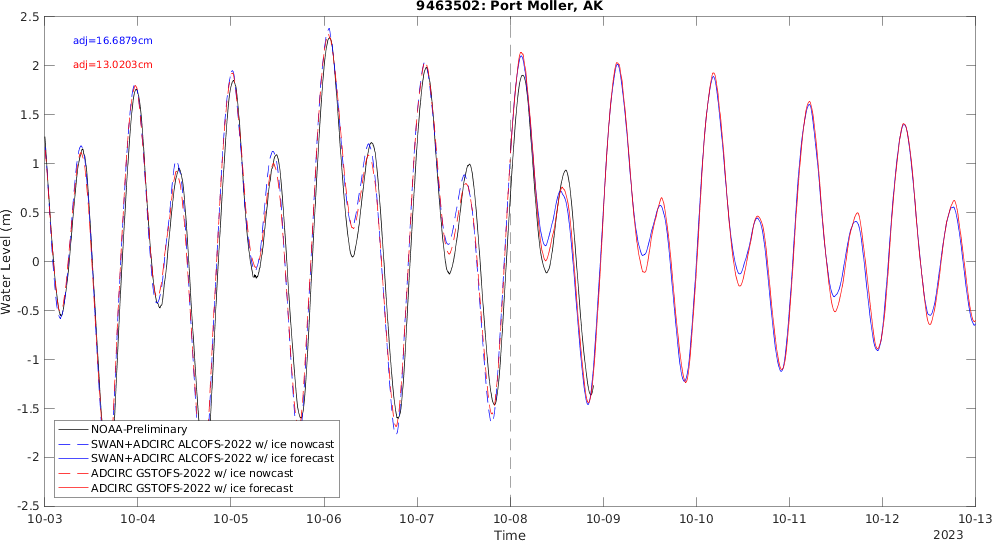 9463502: Port Moller, AK
adj=16.6879cm
adj=13.0203cm
Water Level (m)
2.5
2
1.5
1
0.5
0
-0.5
-1
-1.5
-2
-2.5
NOAA-Preliminary
SWAN+ADCIRC ALCOFS-2022 w/ ice nowcast
SWAN+ADCIRC ALCOFS-2022 w/ ice forecast
ADCIRC GSTOFS-2022 w/ ice nowcast
ADCIRC GSTOFS-2022 w/ ice forecast
10-03 10-04 10-05 10-06 10-07 10-08 10-09 10-10 10-11 10-12 10-13
Time
2023